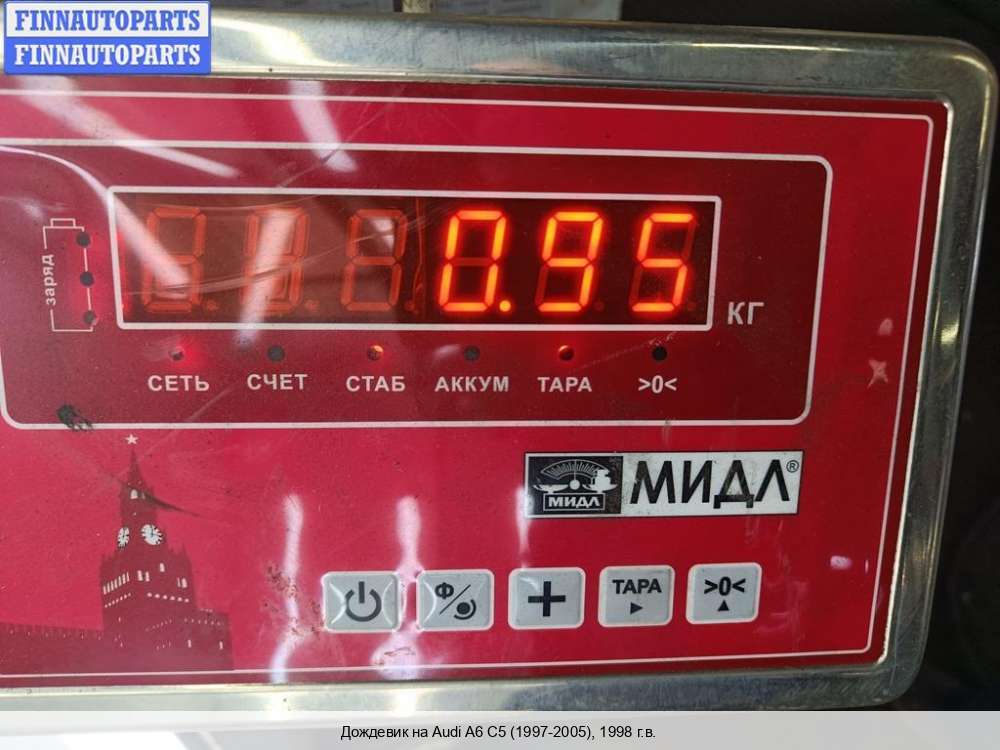 FINNAUTOPARTS
FINNAUTOPARTS
заряд
0.95
КГ
СЕТЬ СЧЕТ СТАБ АККУМ ТАРА >0<
МИДЛ МИДЛ®
Ф/ + ТАРА >0<
Дождевик на Audi A6 C5 (1997-2005), 1998 г.в.